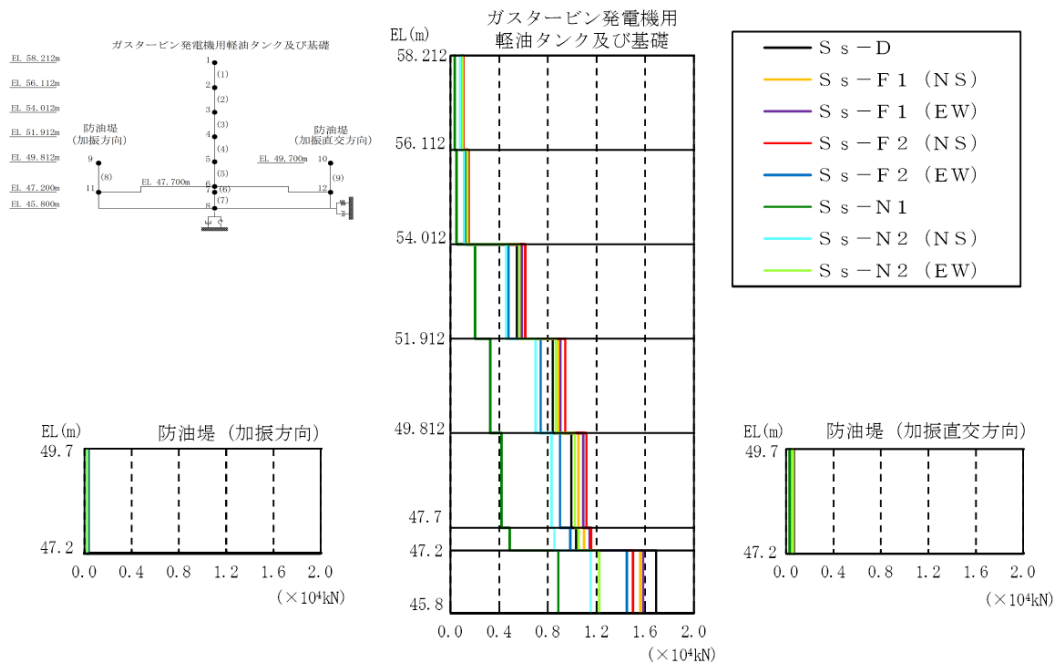 ガスタービン発電機用軽油タンク及び基礎
EL 58.212m
EL 56.112m
EL 54.012m
EL 51.912m
EL 49.812m
EL 47.200m
EL 45.800m
防油堤
(加振方向)
防油堤
(加振直交方向)
EL 47.700m
EL 49.700m
1
(1)
2
(2)
3
(3)
4
(4)
5
(5)
6
7
(6)
(7)
8
9
(8)
11
10
(9)
12
ガスタービン発電機用
軽油タンク及び基礎
EL(m)
58.212
56.112
54.012
51.912
49.812
47.7
47.2
45.8
0.0 0.4 0.8 1.2 1.6 2.0
(×10⁴kN)
Ss-D
Ss-F1 (NS)
Ss-F1 (EW)
Ss-F2 (NS)
Ss-F2 (EW)
Ss-N1
Ss-N2 (NS)
Ss-N2 (EW)
EL(m) 防油堤 (加振方向)
49.7
47.2
0.0 0.4 0.8 1.2 1.6 2.0
(×10⁴kN)
EL(m) 防油堤 (加振直交方向)
49.7
47.2
0.0 0.4 0.8 1.2 1.6 2.0
(×10⁴kN)